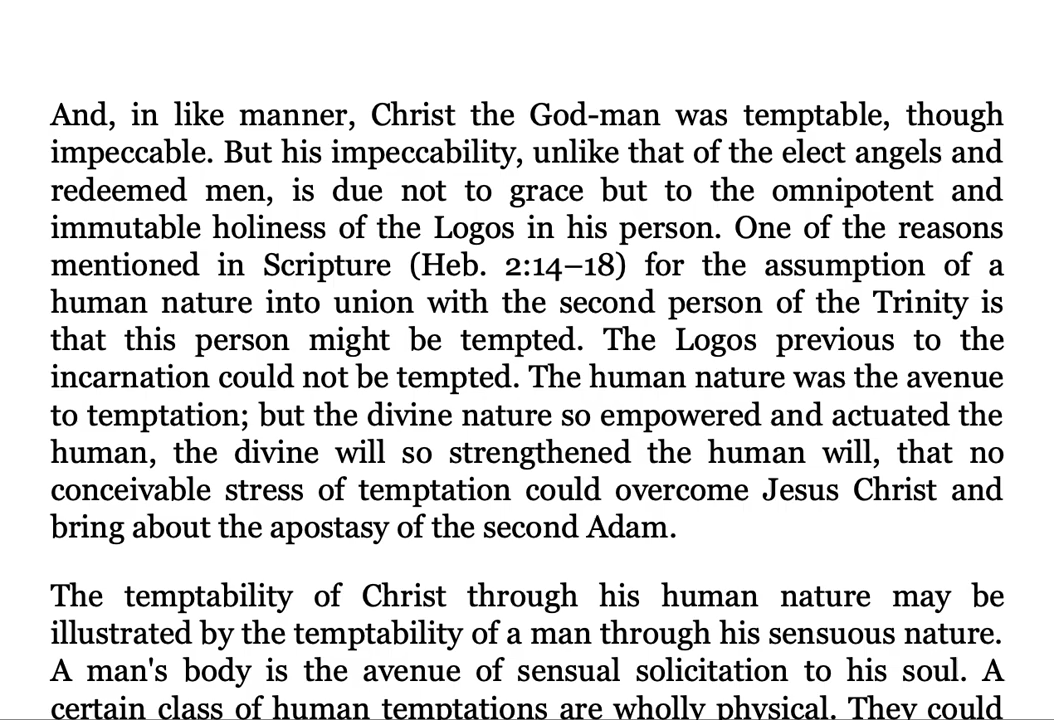 And, in like manner, Christ the God-man was temptable, though
impeccable. But his impeccability, unlike that of the elect angels and
redeemed men, is due not to grace but to the omnipotent and
immutable holiness of the Logos in his person. One of the reasons
mentioned in Scripture (Heb. 2:14–18) for the assumption of a
human nature into union with the second person of the Trinity is
that this person might be tempted. The Logos previous to the
incarnation could not be tempted. The human nature was the avenue
to temptation; but the divine nature so empowered and actuated the
human, the divine will so strengthened the human will, that no
conceivable stress of temptation could overcome Jesus Christ and
bring about the apostasy of the second Adam.
The temptability of Christ through his human nature may be
illustrated by the temptability of a man through his sensuous nature.
A man's body is the avenue of sensual solicitation to his soul. A
certain class of human temptations are wholly physical. They could